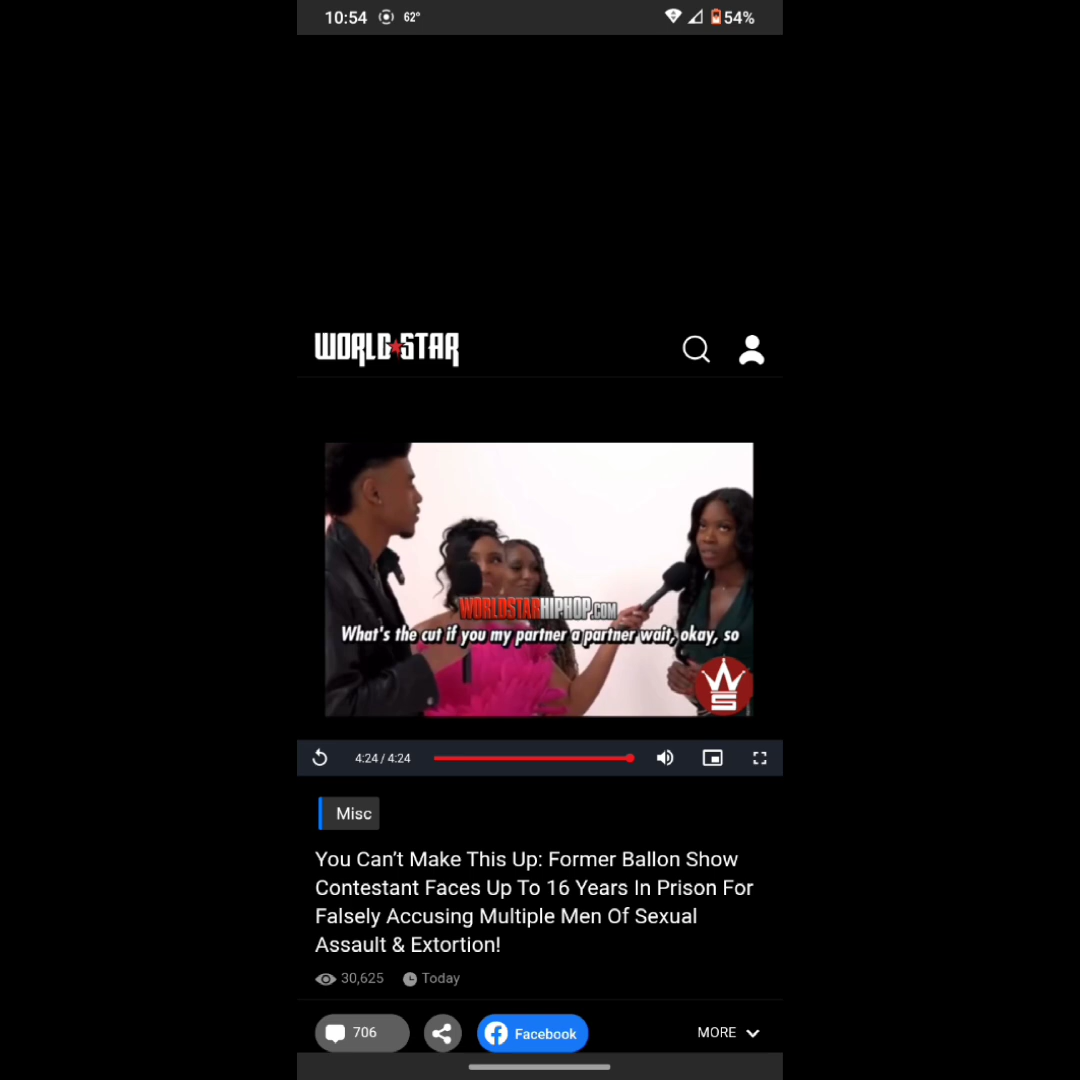 10:54 62° 54%
WORLD★STAR
WORLDSTARHIPHOP.COM
What's the cut if you my partner a partner wait, okay, so
WS
4:24 / 4:24
Misc
You Can’t Make This Up: Former Ballon Show
Contestant Faces Up To 16 Years In Prison For
Falsely Accusing Multiple Men Of Sexual
Assault & Extortion!
30,625 Today
706 Facebook MORE